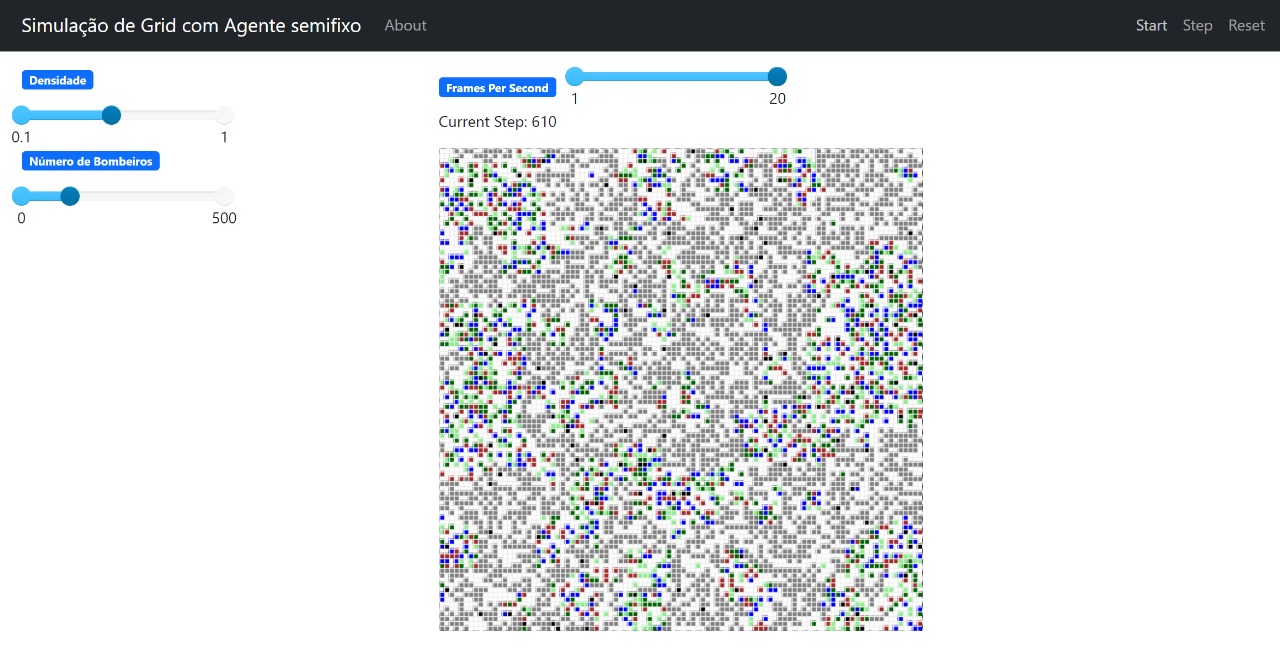 Simulação de Grid com Agente semifixo About Start Step Reset
Densidade
0.1 1
Número de Bombeiros
0 500
Frames Per Second
1 20
Current Step: 610